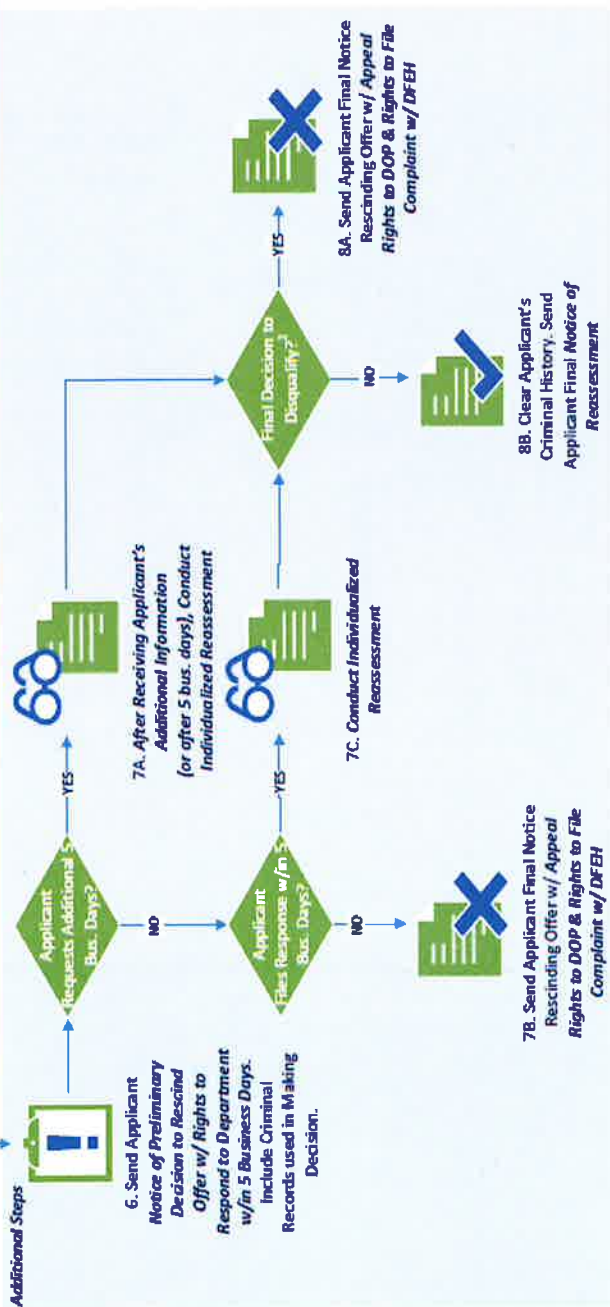 Additional Steps
6. Send Applicant
Notice of Preliminary
Decision to Rescind
Offer w/ Rights to
Respond to Department
w/in 5 Business Days.
Include Criminal
Records used in Making
Decision.
Applicant
Requests Additional 5
Bus. Days?
YES
NO
7A. After Receiving Applicant's
Additional Information
(or after 5 bus. days), Conduct
Individualized Reassessment
Applicant
Files Response w/in 5
Bus. Days?
YES
NO
7B. Send Applicant Final Notice
Rescinding Offer w/ Appeal
Rights to DOP & Rights to File
Complaint w/ DFEH
7C. Conduct Individualized
Reassessment
Final Decision to
Disqualify?³
YES
NO
8A. Send Applicant Final Notice
Rescinding Offer w/ Appeal
Rights to DOP & Rights to File
Complaint w/ DFEH
8B. Clear Applicant's
Criminal History. Send
Applicant Final Notice of
Reassessment